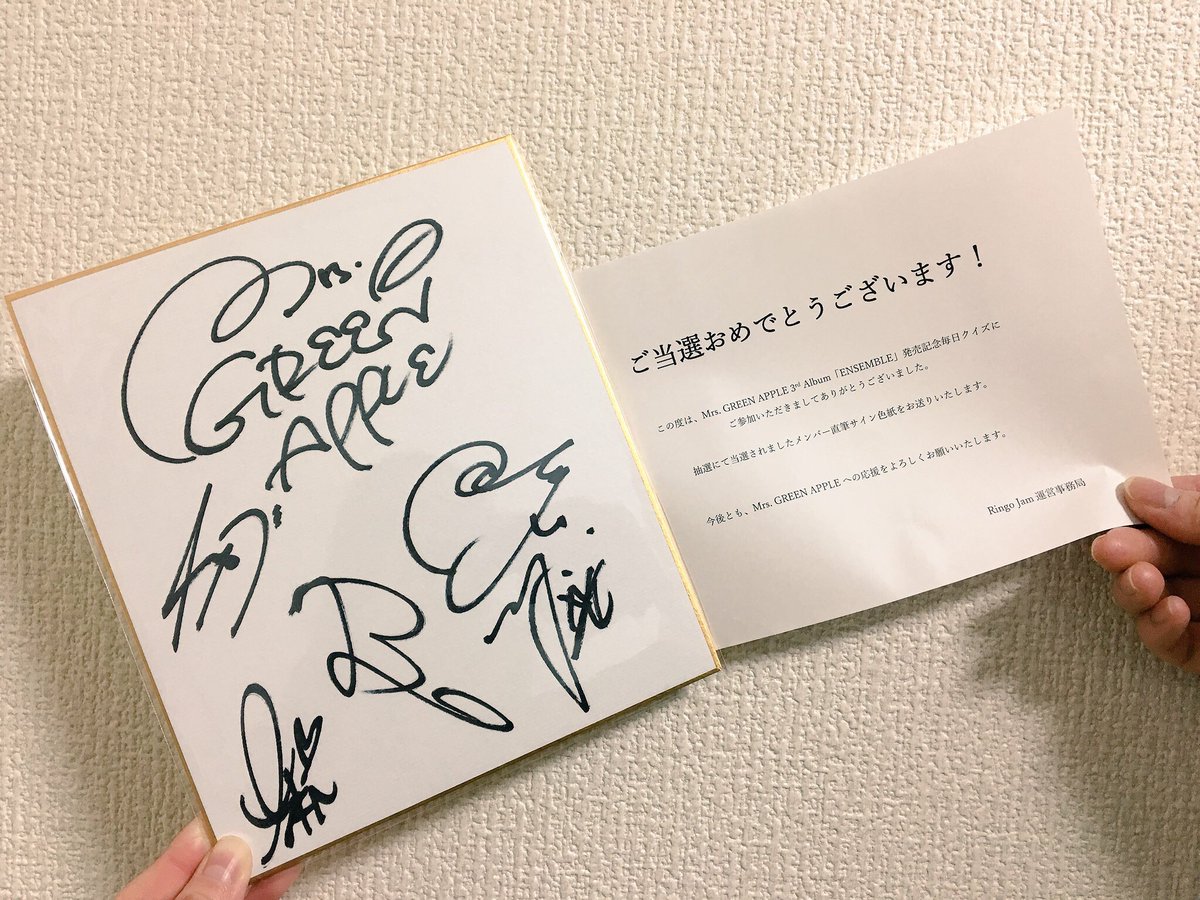 Mrs.
GREEN
APPLE
ご当選おめでとうございます！
この度は、Mrs. GREEN APPLE 3rd Album「ENSEMBLE」発売記念毎日クイズに
ご参加いただきましてありがとうございました。
抽選にて当選されましたメンバー直筆サイン色紙をお送りいたします。
今後とも、Mrs. GREEN APPLE への応援をよろしくお願いいたします。
Ringo Jam 運営事務局